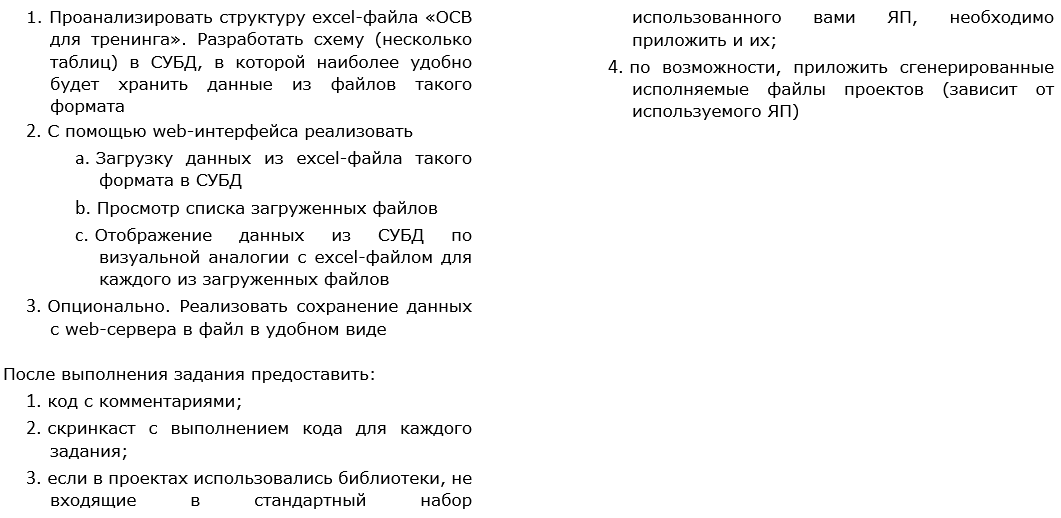 1. Проанализировать структуру excel-файла «ОСВ
для тренинга». Разработать схему (несколько
таблиц) в СУБД, в которой наиболее удобно
будет хранить данные из файлов такого
формата
2. С помощью web-интерфейса реализовать
a. Загрузку данных из excel-файла такого
формата в СУБД
b. Просмотр списка загруженных файлов
c. Отображение данных из СУБД по
визуальной аналогии с excel-файлом для
каждого из загруженных файлов
3. Опционально. Реализовать сохранение данных
с web-сервера в файл в удобном виде
После выполнения задания предоставить:
1. код с комментариями;
2. скринкаст с выполнением кода для каждого
задания;
3. если в проектах использовались библиотеки, не
входящие в стандартный набор
использованного вами ЯП, необходимо
приложить и их;
4. по возможности, приложить сгенерированные
исполняемые файлы проектов (зависит от
используемого ЯП)